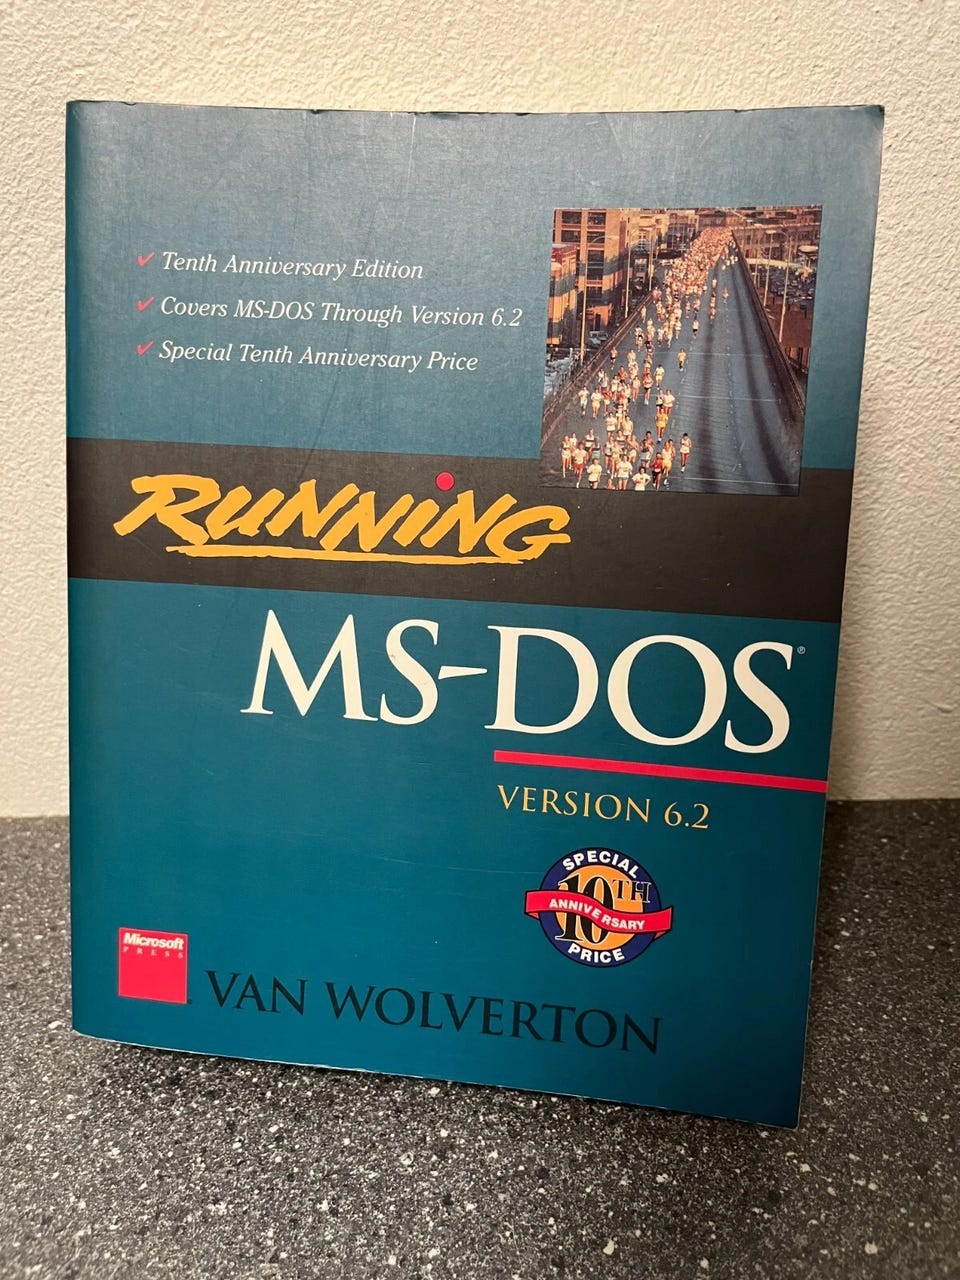 ✓ Tenth Anniversary Edition
✓ Covers MS-DOS Through Version 6.2
✓ Special Tenth Anniversary Price
RUNNiNG
MS-DOS®
VERSION 6.2
SPECIAL
10TH
ANNIVERSARY
PRICE
Microsoft
PRESS
VAN WOLVERTON